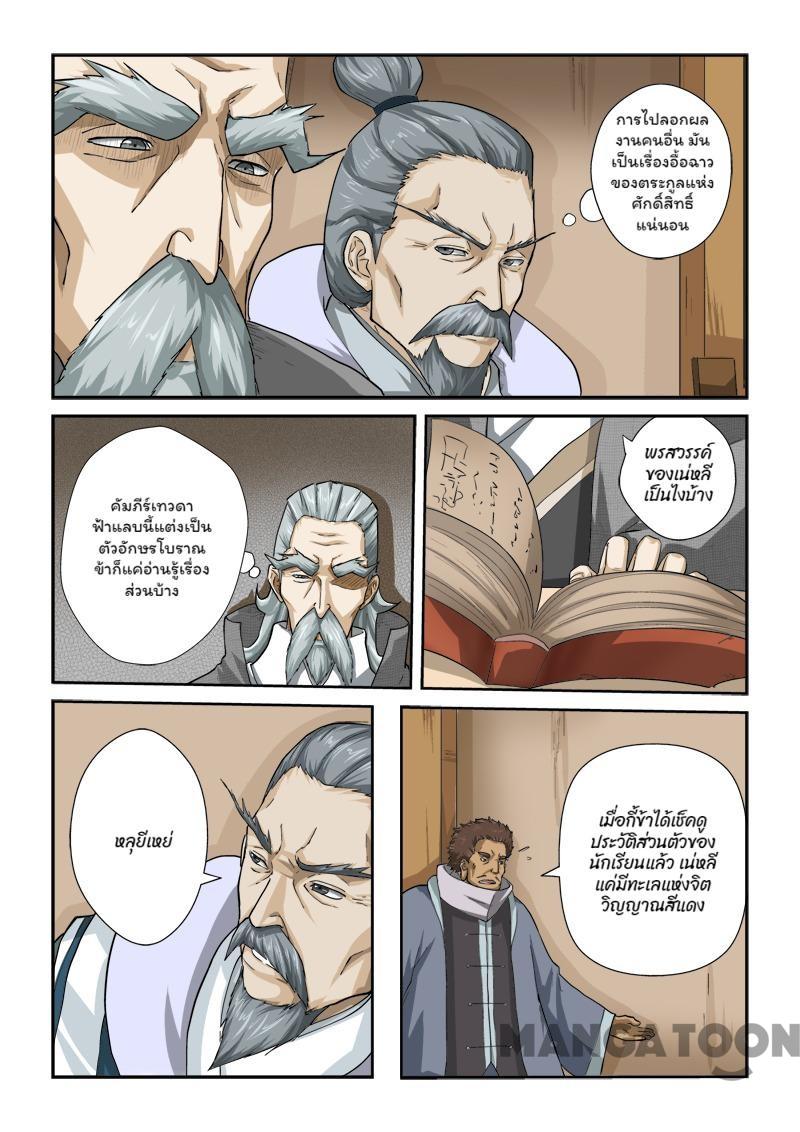 การไปลอกผล
งานคนอื่น มัน
เป็นเรื่องอื้อฉาว
ของตระกูลแห่ง
ศักดิ์สิทธิ์
แน่นอน
คัมภีร์เทวดา
ฟ้าแลบนี้แต่งเป็น
ตัวอักษรโบราณ
ข้าก็แค่อ่านรู้เรื่อง
ส่วนบ้าง
พรสวรรค์
ของเน่หลี
เป็นไงบ้าง
หลุยีเหย่
เมื่อกี้ข้าได้เช็คดู
ประวัติส่วนตัวของ
นักเรียนแล้ว เน่หลี
แค่มีทะเลแห่งจิต
วิญญาณสีแดง
MANGATOON